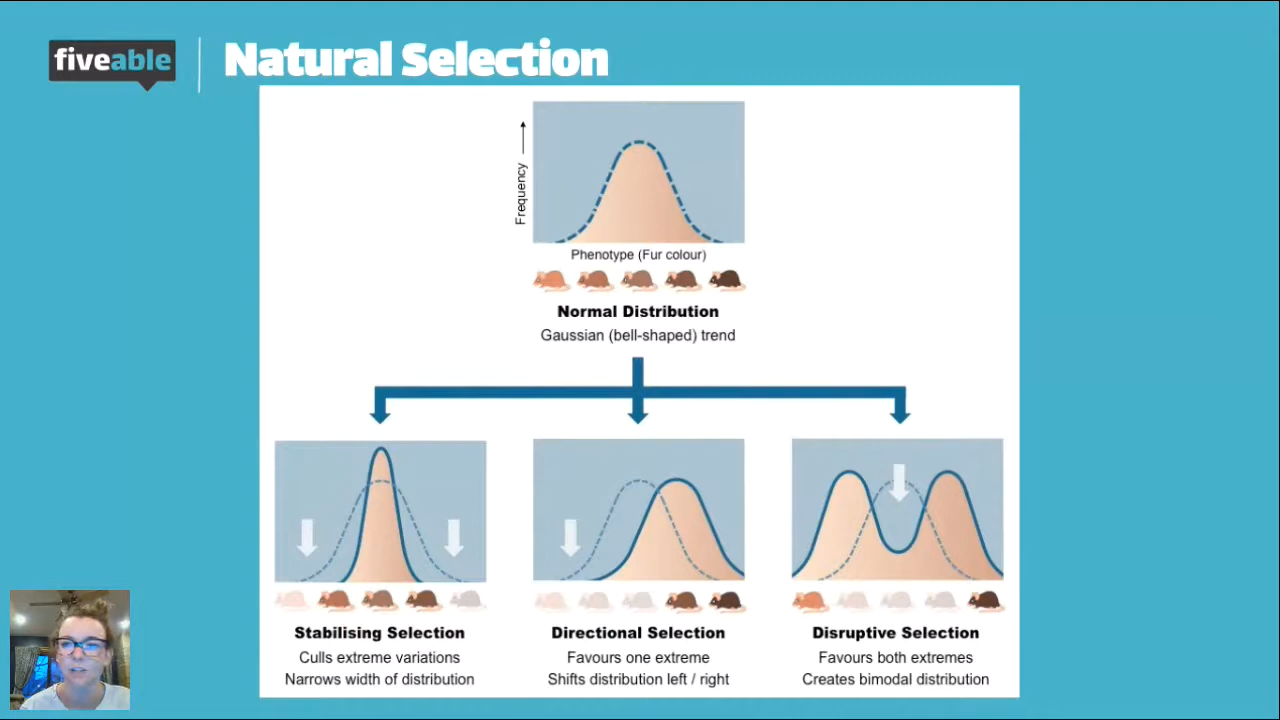 fiveable
Natural Selection
Frequency
Phenotype (Fur colour)
Normal Distribution
Gaussian (bell-shaped) trend
Stabilising Selection
Culls extreme variations
Narrows width of distribution
Directional Selection
Favours one extreme
Shifts distribution left / right
Disruptive Selection
Favours both extremes
Creates bimodal distribution